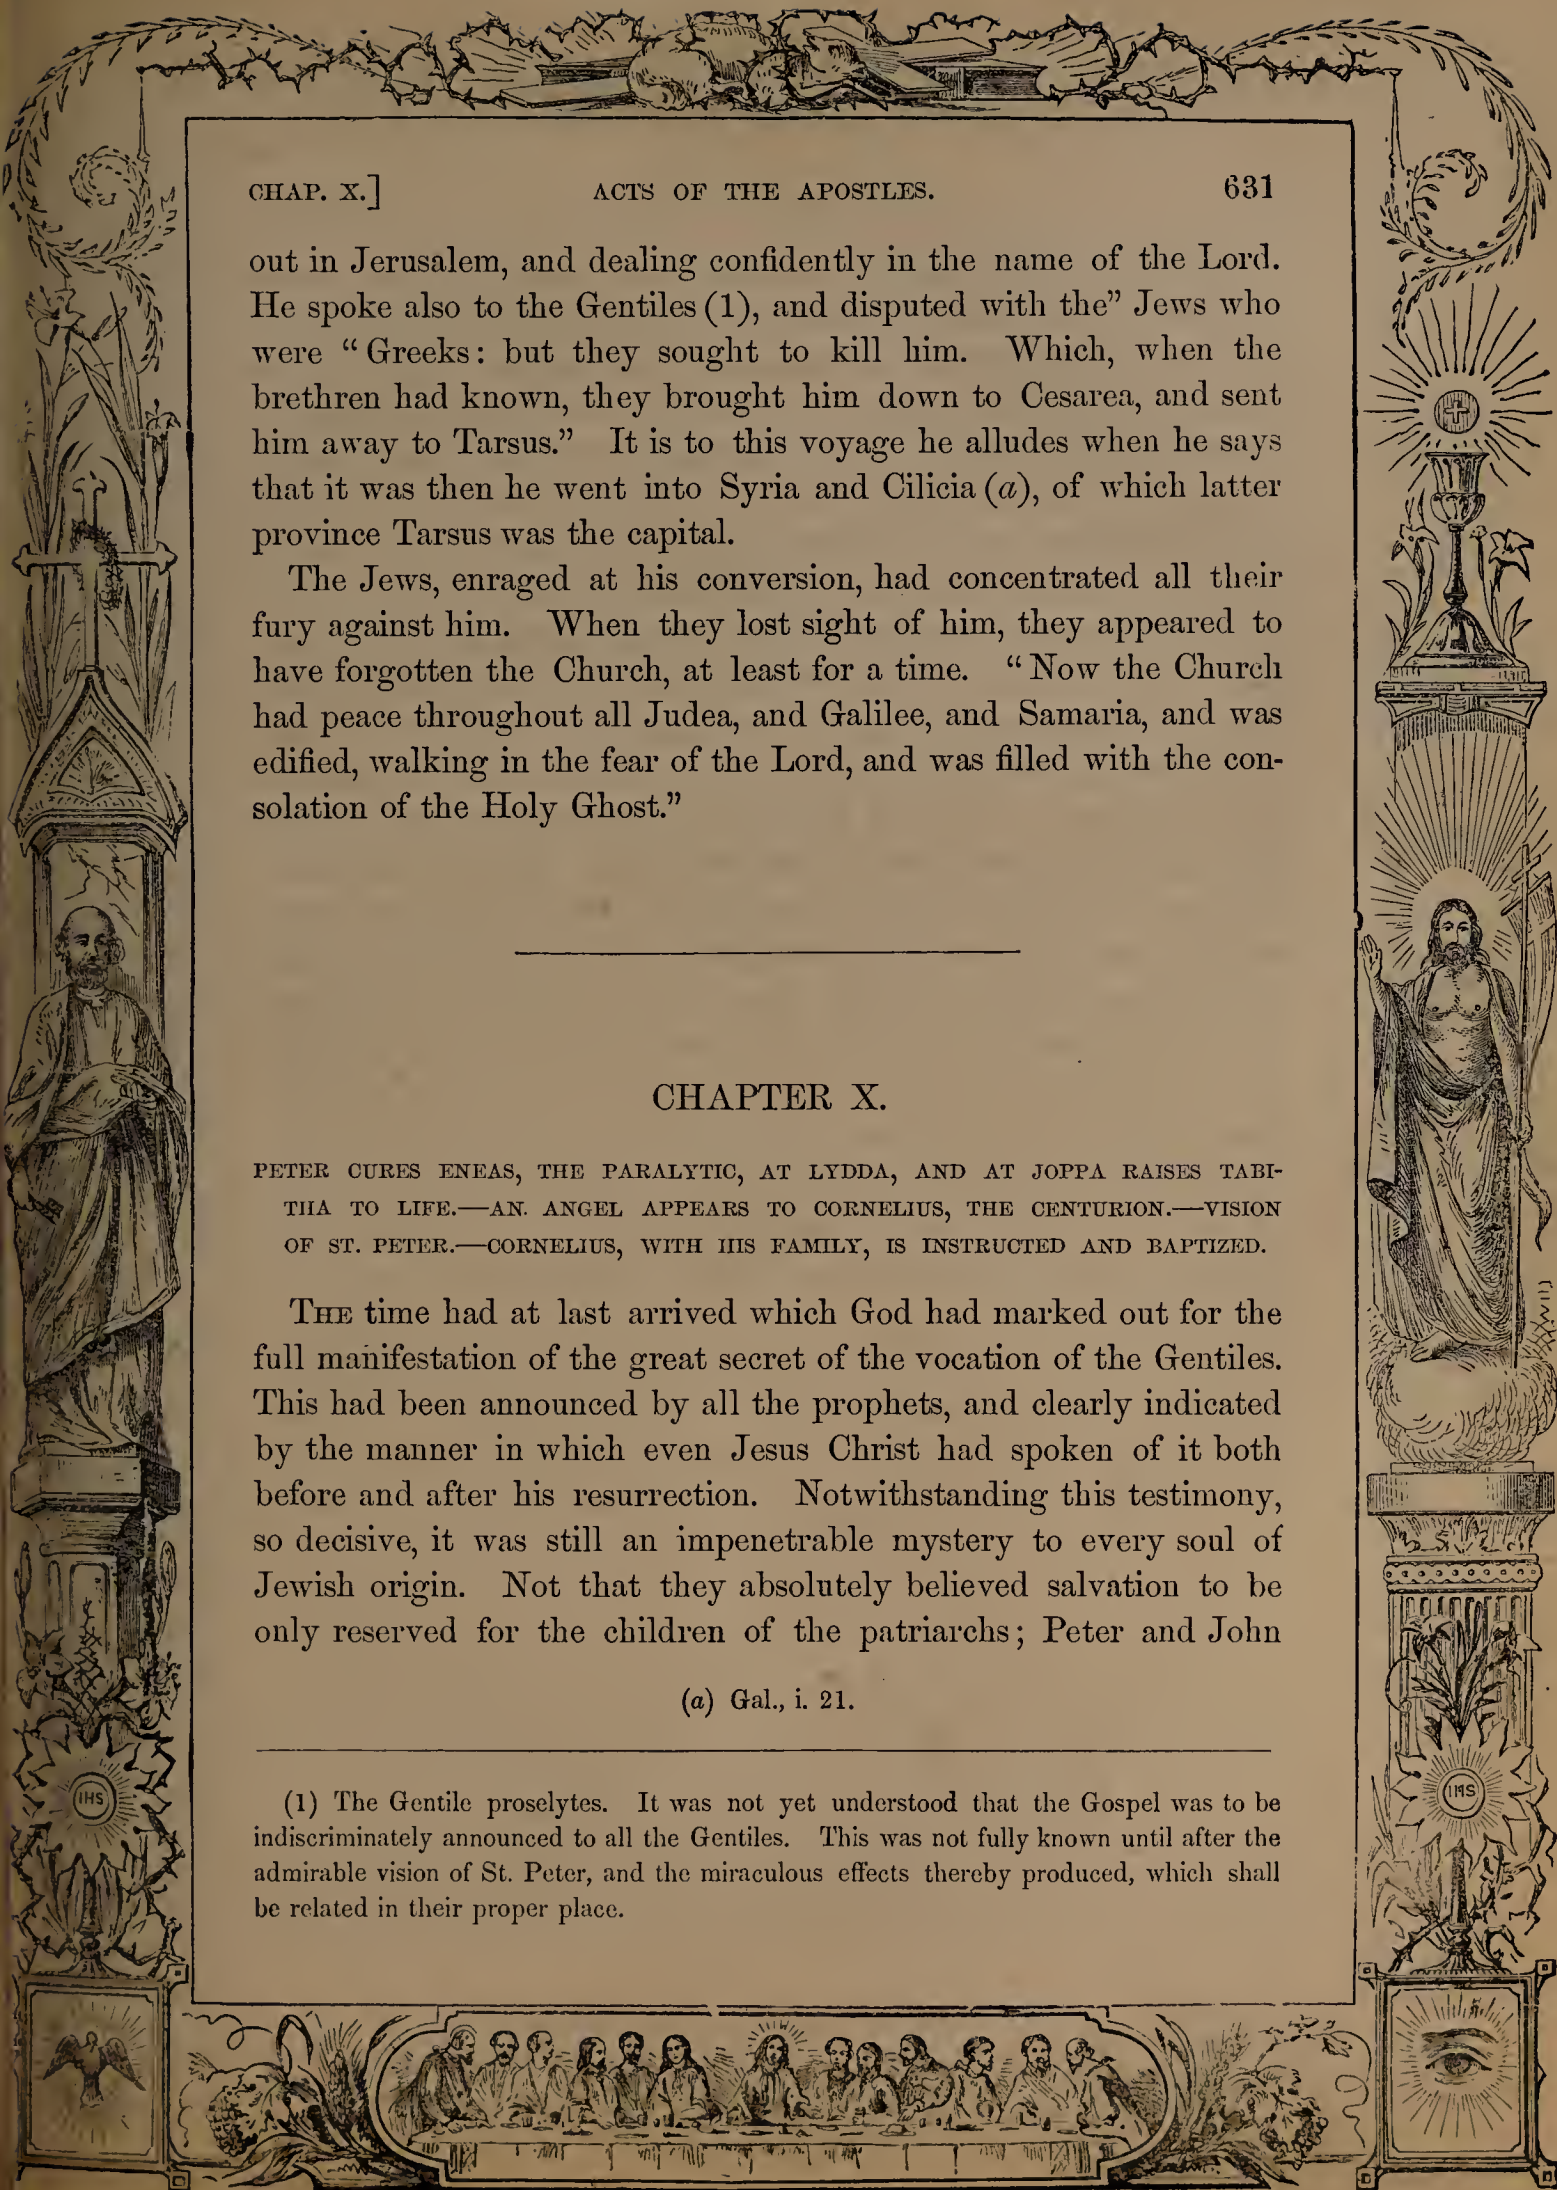 CHAP. X.] ACTS OF THE APOSTLES. 631
out in Jerusalem, and dealing confidently in the name of the Lord.
He spoke also to the Gentiles (1), and disputed with the” Jews who
were “Greeks: but they sought to kill him. Which, when the
brethren had known, they brought him down to Cesarea, and sent
him away to Tarsus.” It is to this voyage he alludes when he says
that it was then he went into Syria and Cilicia (a), of which latter
province Tarsus was the capital.
The Jews, enraged at his conversion, had concentrated all their
fury against him. When they lost sight of him, they appeared to
have forgotten the Church, at least for a time. “Now the Church
had peace throughout all Judea, and Galilee, and Samaria, and was
edified, walking in the fear of the Lord, and was filled with the con-
solation of the Holy Ghost.”
CHAPTER X.
PETER CURES ENEAS, THE PARALYTIC, AT LYDDA, AND AT JOPPA RAISES TABI-
THA TO LIFE.—AN. ANGEL APPEARS TO CORNELIUS, THE CENTURION.—VISION
OF ST. PETER.—CORNELIUS, WITH HIS FAMILY, IS INSTRUCTED AND BAPTIZED.
THE time had at last arrived which God had marked out for the
full manifestation of the great secret of the vocation of the Gentiles.
This had been announced by all the prophets, and clearly indicated
by the manner in which even Jesus Christ had spoken of it both
before and after his resurrection. Notwithstanding this testimony,
so decisive, it was still an impenetrable mystery to every soul of
Jewish origin. Not that they absolutely believed salvation to be
only reserved for the children of the patriarchs; Peter and John
(a) Gal., i. 21.
(1) The Gentile proselytes. It was not yet understood that the Gospel was to be
indiscriminately announced to all the Gentiles. This was not fully known until after the
admirable vision of St. Peter, and the miraculous effects thereby produced, which shall
be related in their proper place.
IHS
IHS